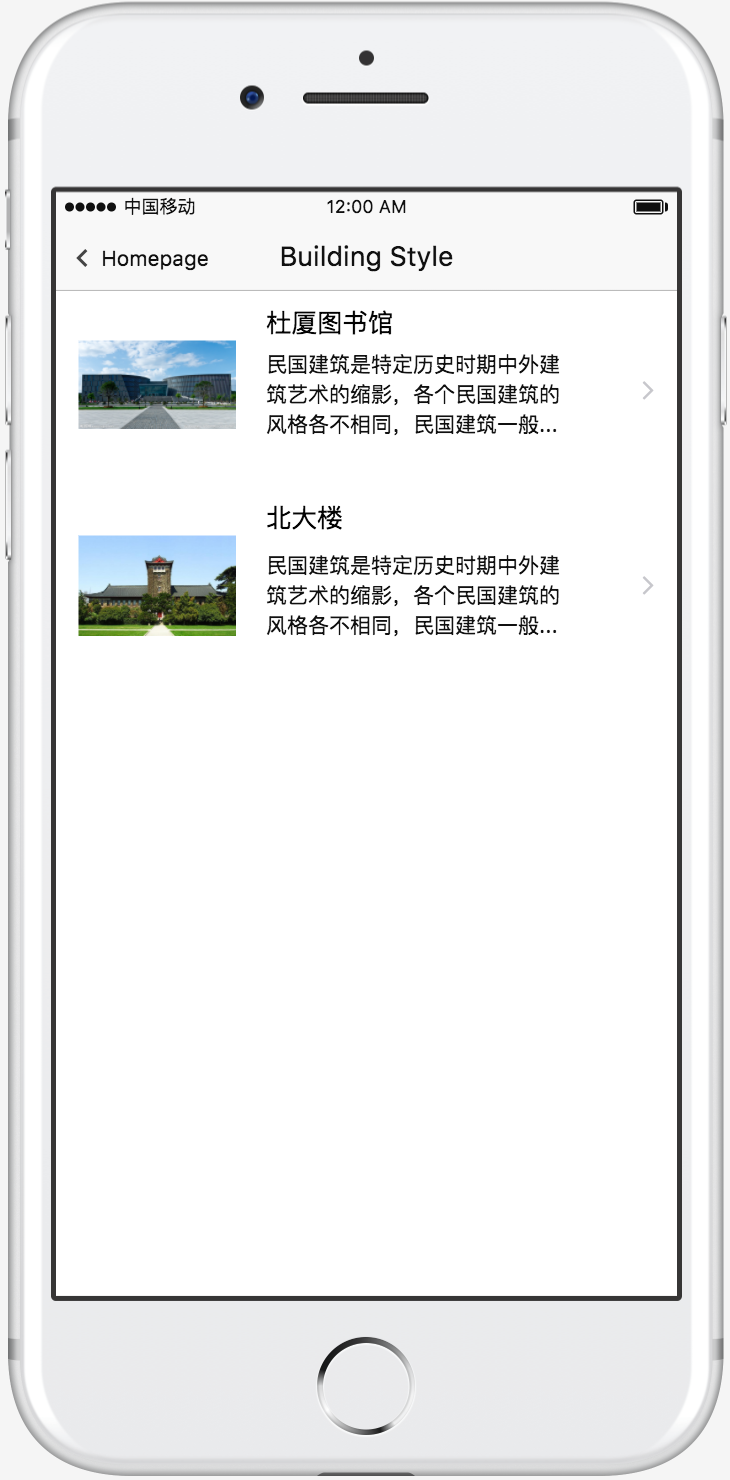 中国移动 12:00 AM
Homepage Building Style
杜厦图书馆
民国建筑是特定历史时期中外建
筑艺术的缩影，各个民国建筑的
风格各不相同，民国建筑一般...
北大楼
民国建筑是特定历史时期中外建
筑艺术的缩影，各个民国建筑的
风格各不相同，民国建筑一般...